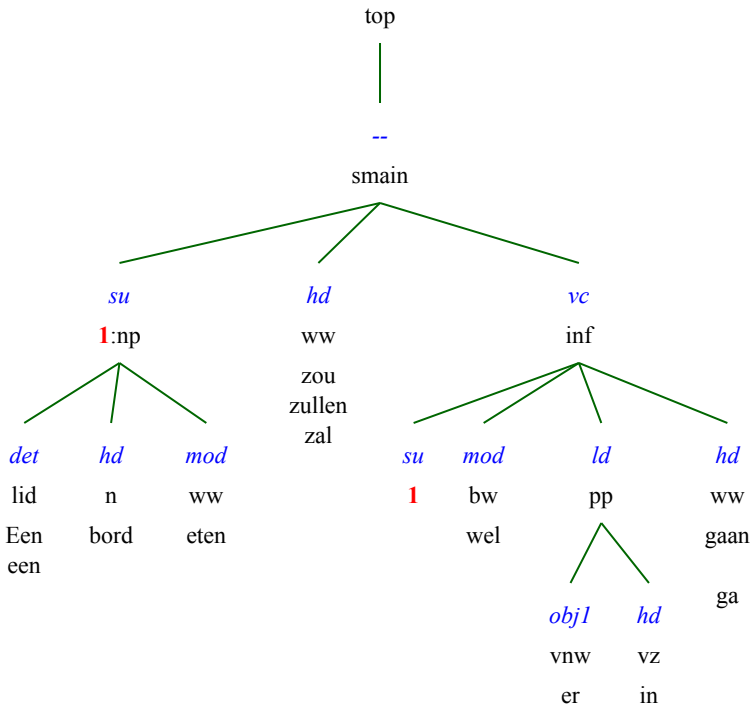 top
--
smain
su hd vc
1:np ww inf
zou
zullen
zal
det hd mod su mod ld hd
lid n ww 1 bw pp ww
Een bord eten wel gaan
een
ga
obj1 hd
vnw vz
er in